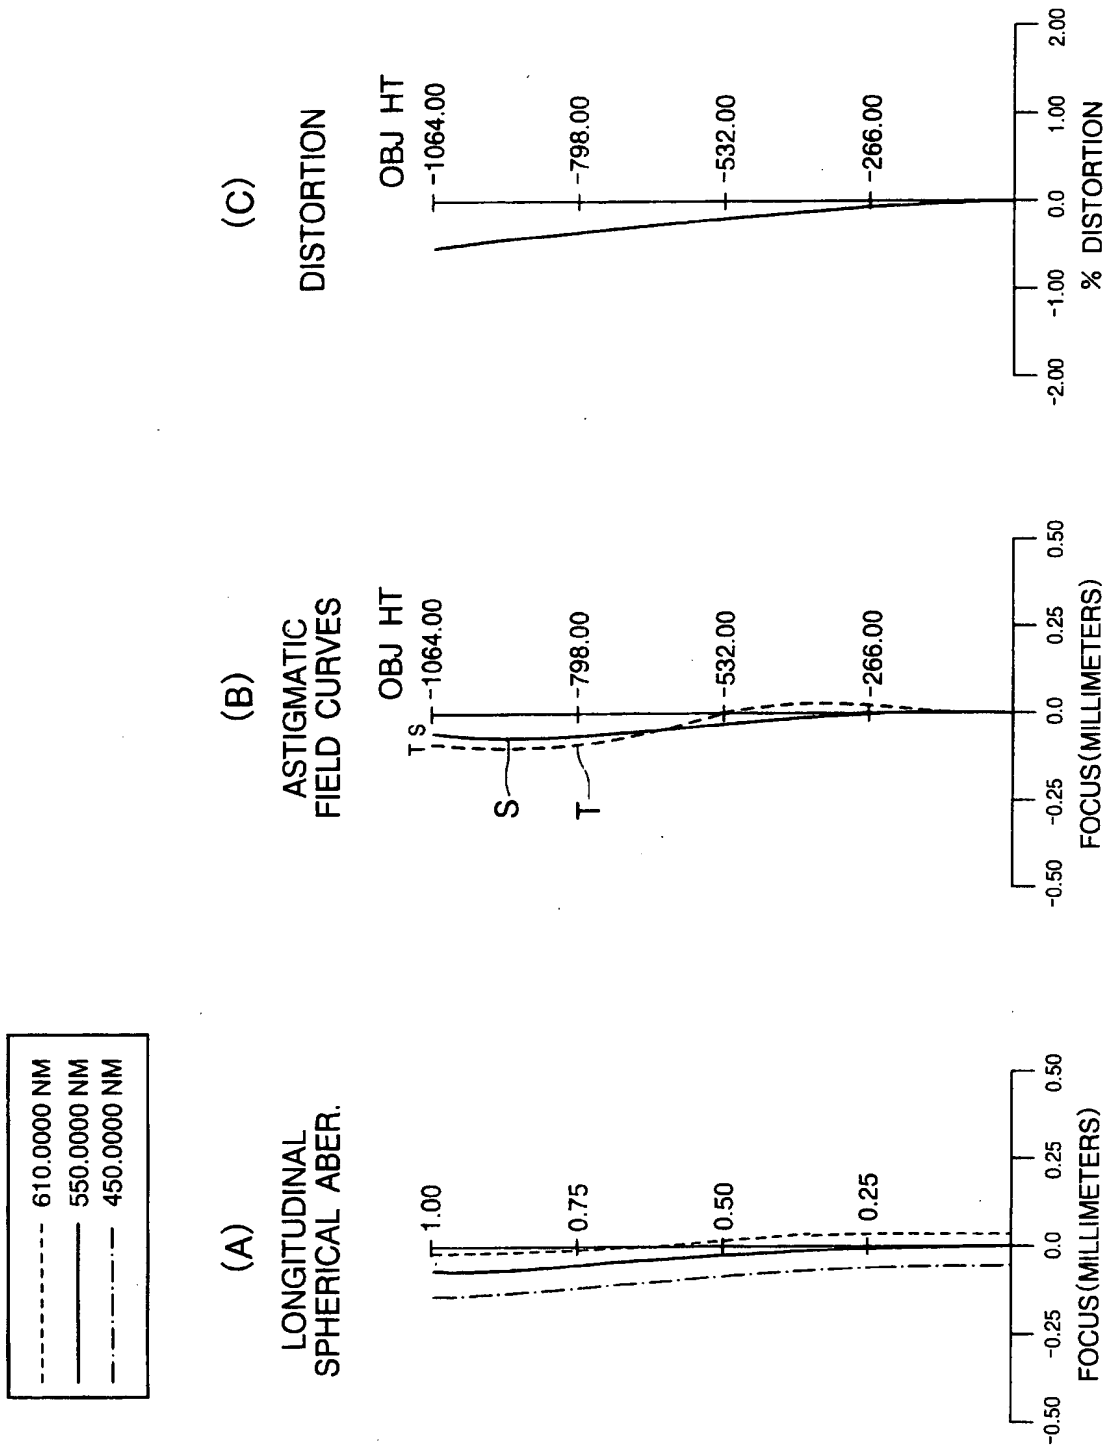 610.0000 NM
550.0000 NM
450.0000 NM
(A)
LONGITUDINAL
SPHERICAL ABER.
1.00
0.75
0.50
0.25
-0.50
-0.25
0.0
0.25
0.50
FOCUS(MILLIMETERS)
(B)
ASTIGMATIC
FIELD CURVES
OBJ HT
T S
-1064.00
S
T
-798.00
-532.00
-266.00
-0.50
-0.25
0.0
0.25
0.50
FOCUS(MILLIMETERS)
(C)
DISTORTION
OBJ HT
-1064.00
-798.00
-532.00
-266.00
-2.00
-1.00
0.0
1.00
2.00
% DISTORTION